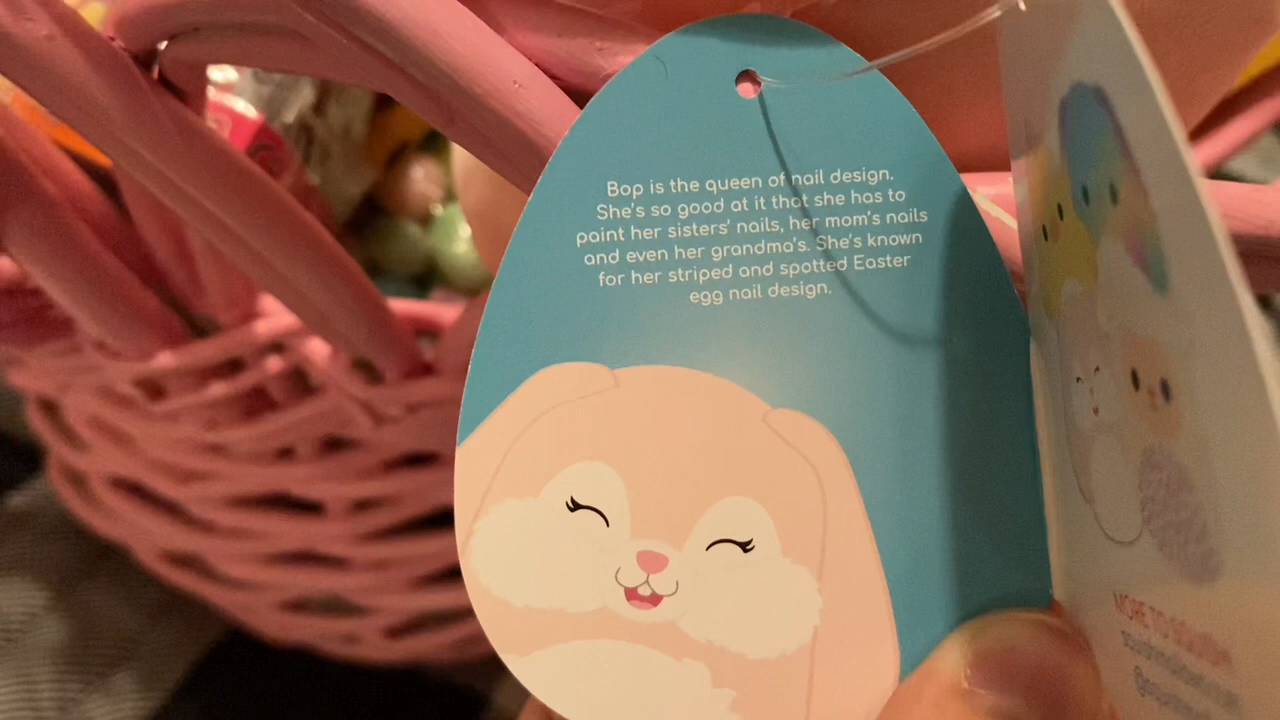 Bop is the queen of nail design.
She's so good at it that she has to
paint her sisters' nails, her mom's nails
and even her grandma's. She's known
for her striped and spotted Easter
egg nail design.
MORE TO